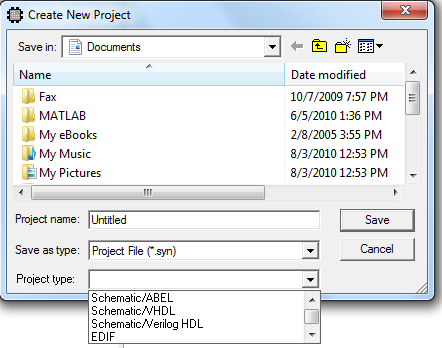 Create New Project
Save in: Documents
Name Date modified
Fax 10/7/2009 7:57 PM
MATLAB 6/5/2010 1:36 PM
My eBooks 2/8/2005 3:55 PM
My Music 8/3/2010 12:53 PM
My Pictures 8/3/2010 12:53 PM
Project name: Untitled Save
Save as type: Project File (*.syn) Cancel
Project type:
Schematic/ABEL
Schematic/VHDL
Schematic/Verilog HDL
EDIF